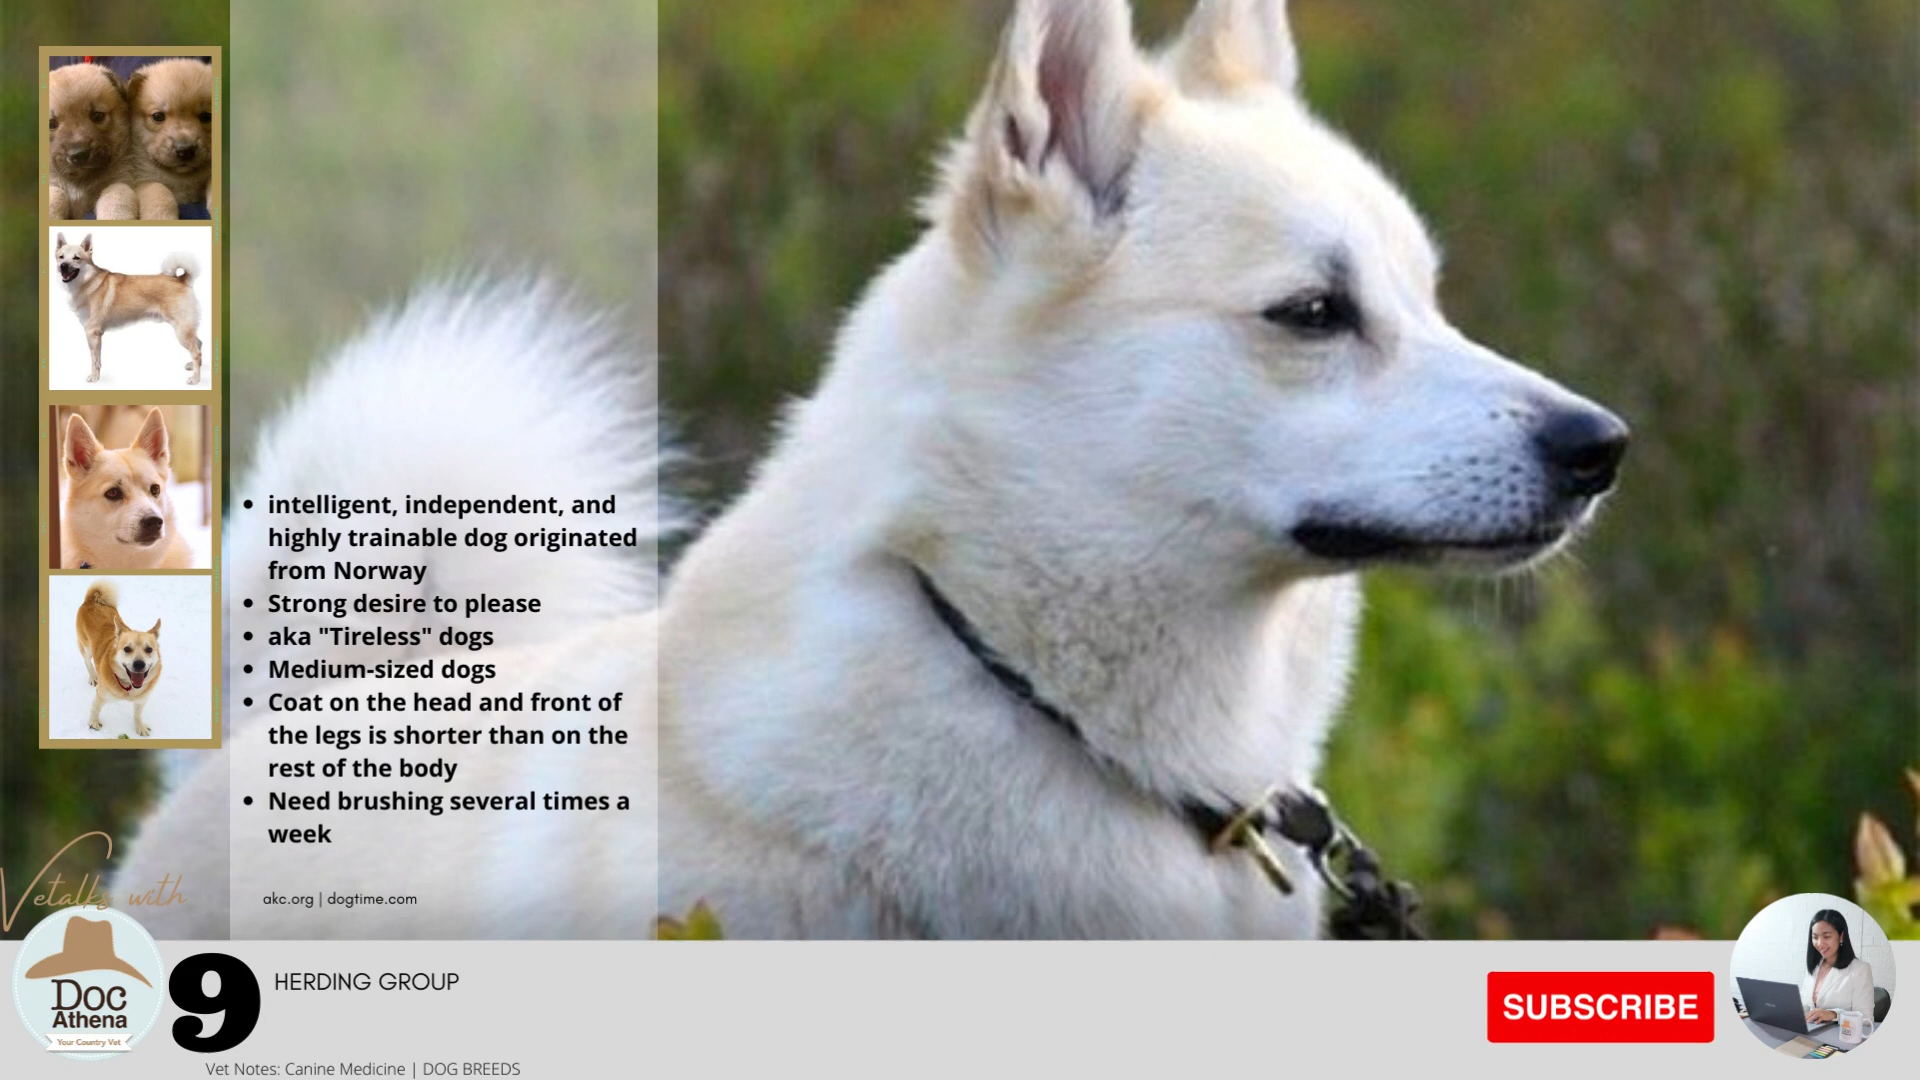 • intelligent, independent, and
highly trainable dog originated
from Norway
• Strong desire to please
• aka "Tireless" dogs
• Medium-sized dogs
• Coat on the head and front of
the legs is shorter than on the
rest of the body
• Need brushing several times a
week
akc.org | dogtime.com
Vetalks with
Doc
Athena
Your Country Vet
9
HERDING GROUP
Vet Notes: Canine Medicine | DOG BREEDS
SUBSCRIBE